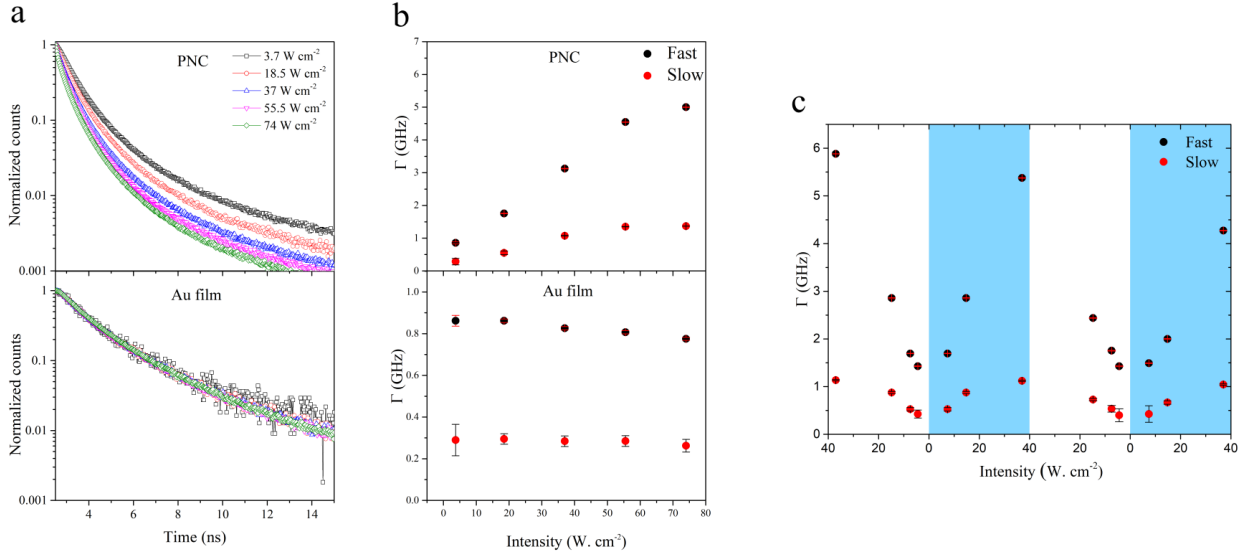 a
PNC
3.7 W cm-2
18.5 W cm-2
37 W cm-2
55.5 W cm-2
74 W cm-2
1
0.1
0.01
0.001
Normalized counts
Au film
1
0.1
0.01
0.001
Normalized counts
4 6 8 10 12 14
Time (ns)
b
PNC
Fast
Slow
7
6
5
4
3
2
1
0
Γ (GHz)
Au film
1.0
0.8
0.6
0.4
0.2
0.0
Γ (GHz)
0 10 20 30 40 50 60 70 80
Intensity (W. cm-2)
c
Fast
Slow
6
5
4
3
2
1
0
Γ (GHz)
20 0 20 40 20 0 20 40
Intensity (W. cm-2)